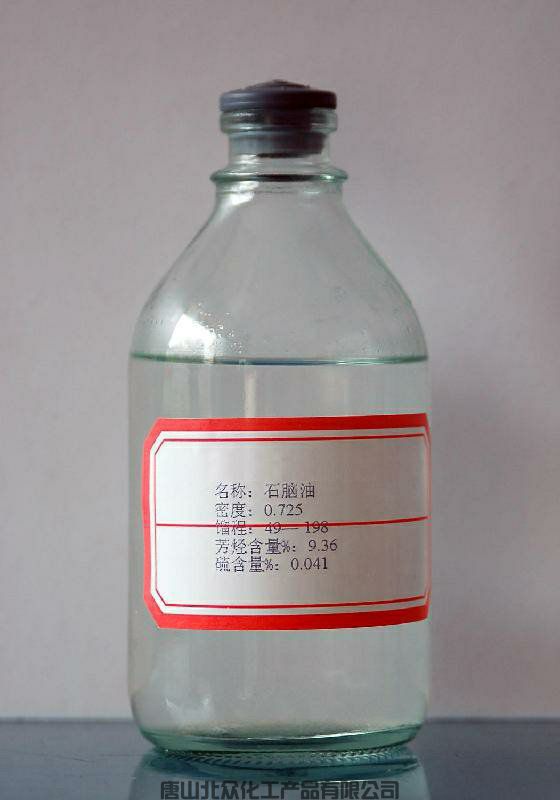 名称：石脑油
密度：0.725
馏程：49— 198
芳烃含量%：9.36
硫含量%：0.041
唐山北众化工产品有限公司